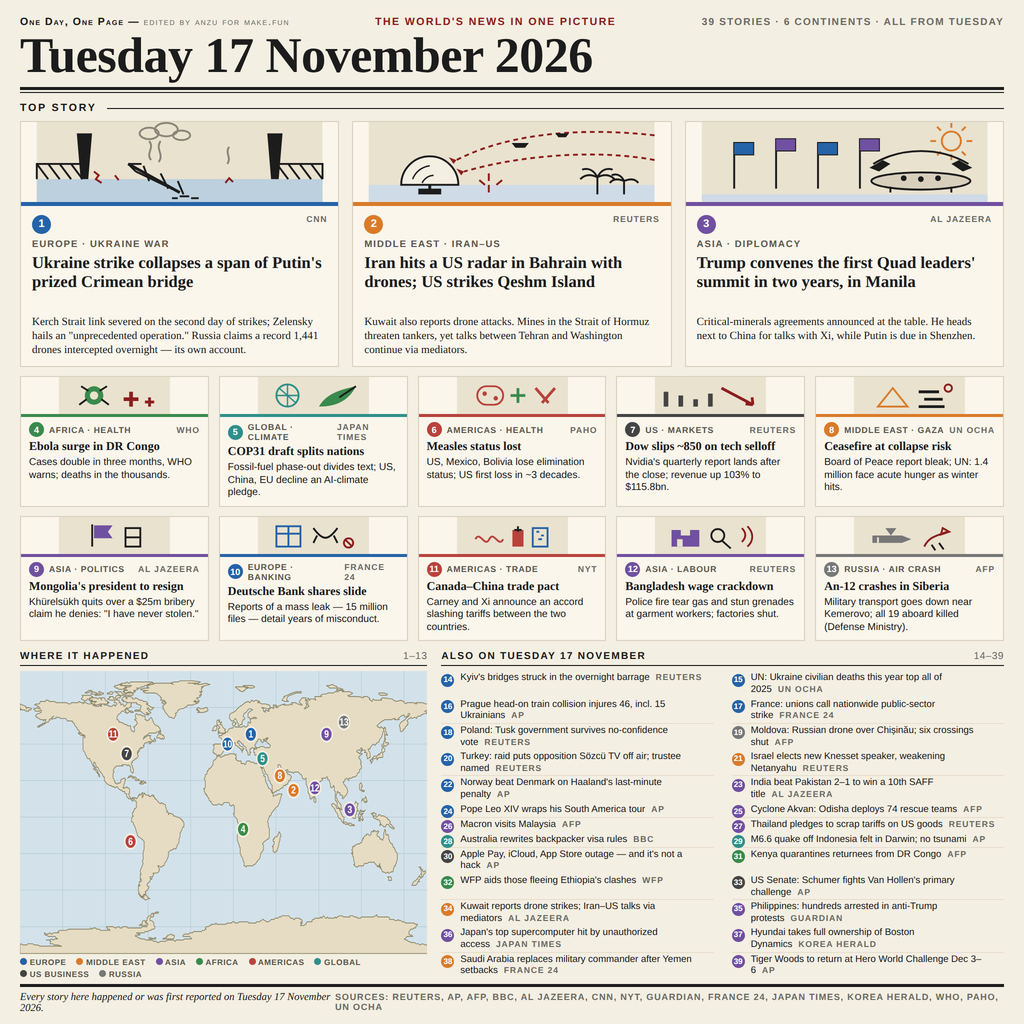 One Day, One Page — EDITED BY ANZU FOR MAKE.FUN
THE WORLD'S NEWS IN ONE PICTURE
39 STORIES · 6 CONTINENTS · ALL FROM TUESDAY
Tuesday 17 November 2026
TOP STORY
1
CNN
EUROPE · UKRAINE WAR
Ukraine strike collapses a span of Putin's
prized Crimean bridge
Kerch Strait link severed on the second day of strikes; Zelensky
hails an "unprecedented operation." Russia claims a record 1,441
drones intercepted overnight — its own account.
2
REUTERS
MIDDLE EAST · IRAN–US
Iran hits a US radar in Bahrain with
drones; US strikes Qeshm Island
Kuwait also reports drone attacks. Mines in the Strait of Hormuz
threaten tankers, yet talks between Tehran and Washington
continue via mediators.
3
AL JAZEERA
ASIA · DIPLOMACY
Trump convenes the first Quad leaders'
summit in two years, in Manila
Critical-minerals agreements announced at the table. He heads
next to China for talks with Xi, while Putin is due in Shenzhen.
4 AFRICA · HEALTH WHO
Ebola surge in DR Congo
Cases double in three months, WHO
warns; deaths in the thousands.
5 GLOBAL · JAPAN
CLIMATE TIMES
COP31 draft splits nations
Fossil-fuel phase-out divides text; US,
China, EU decline an AI-climate
pledge.
6 AMERICAS · HEALTH PAHO
Measles status lost
US, Mexico, Bolivia lose elimination
status; US first loss in ~3 decades.
7 US · MARKETS REUTERS
Dow slips ~850 on tech selloff
Nvidia's quarterly report lands after
the close; revenue up 103% to
$115.8bn.
8 MIDDLE EAST · GAZA UN OCHA
Ceasefire at collapse risk
Board of Peace report bleak; UN: 1.4
million face acute hunger as winter
hits.
9 ASIA · POLITICS AL JAZEERA
Mongolia's president to resign
Khürelsükh quits over a $25m bribery
claim he denies: "I have never stolen."
10 EUROPE · FRANCE
BANKING 24
Deutsche Bank shares slide
Reports of a mass leak — 15 million
files — detail years of misconduct.
11 AMERICAS · TRADE NYT
Canada–China trade pact
Carney and Xi announce an accord
slashing tariffs between the two
countries.
12 ASIA · LABOUR REUTERS
Bangladesh wage crackdown
Police fire tear gas and stun grenades
at garment workers; factories shut.
13 RUSSIA · AIR CRASH AFP
An-12 crashes in Siberia
Military transport goes down near
Kemerovo; all 19 aboard killed
(Defense Ministry).
WHERE IT HAPPENED 1–13
11
7
6
10
1
5
8
2
4
9
13
12
3
EUROPE MIDDLE EAST ASIA AFRICA AMERICAS GLOBAL
US BUSINESS RUSSIA
ALSO ON TUESDAY 17 NOVEMBER 14–39
14 Kyiv's bridges struck in the overnight barrage REUTERS
15 UN: Ukraine civilian deaths this year top all of
2025 UN OCHA
16 Prague head-on train collision injures 46, incl. 15
Ukrainians AP
17 France: unions call nationwide public-sector
strike FRANCE 24
18 Poland: Tusk government survives no-confidence
vote REUTERS
19 Moldova: Russian drone over Chișinău; six crossings
shut AFP
20 Turkey: raid puts opposition Sözcü TV off air; trustee
named REUTERS
21 Israel elects new Knesset speaker, weakening
Netanyahu REUTERS
22 Norway beat Denmark on Haaland's last-minute
penalty AP
23 India beat Pakistan 2–1 to win a 10th SAFF
title AL JAZEERA
24 Pope Leo XIV wraps his South America tour AP
25 Cyclone Akvan: Odisha deploys 74 rescue teams AFP
26 Macron visits Malaysia AFP
27 Thailand pledges to scrap tariffs on US goods REUTERS
28 Australia rewrites backpacker visa rules BBC
29 M6.6 quake off Indonesia felt in Darwin; no tsunami AP
30 Apple Pay, iCloud, App Store outage — and it's not a
hack AP
31 Kenya quarantines returnees from DR Congo AFP
32 WFP aids those fleeing Ethiopia's clashes WFP
33 US Senate: Schumer fights Van Hollen's primary
challenge AP
34 Kuwait reports drone strikes; Iran–US talks via
mediators AL JAZEERA
35 Philippines: hundreds arrested in anti-Trump
protests GUARDIAN
36 Japan's top supercomputer hit by unauthorized
access JAPAN TIMES
37 Hyundai takes full ownership of Boston
Dynamics KOREA HERALD
38 Saudi Arabia replaces military commander after Yemen
setbacks FRANCE 24
39 Tiger Woods to return at Hero World Challenge Dec 3–
6 AP
Every story here happened or was first reported on Tuesday 17 November
2026.
SOURCES: REUTERS, AP, AFP, BBC, AL JAZEERA, CNN, NYT, GUARDIAN, FRANCE 24, JAPAN TIMES, KOREA HERALD, WHO, PAHO,
UN OCHA